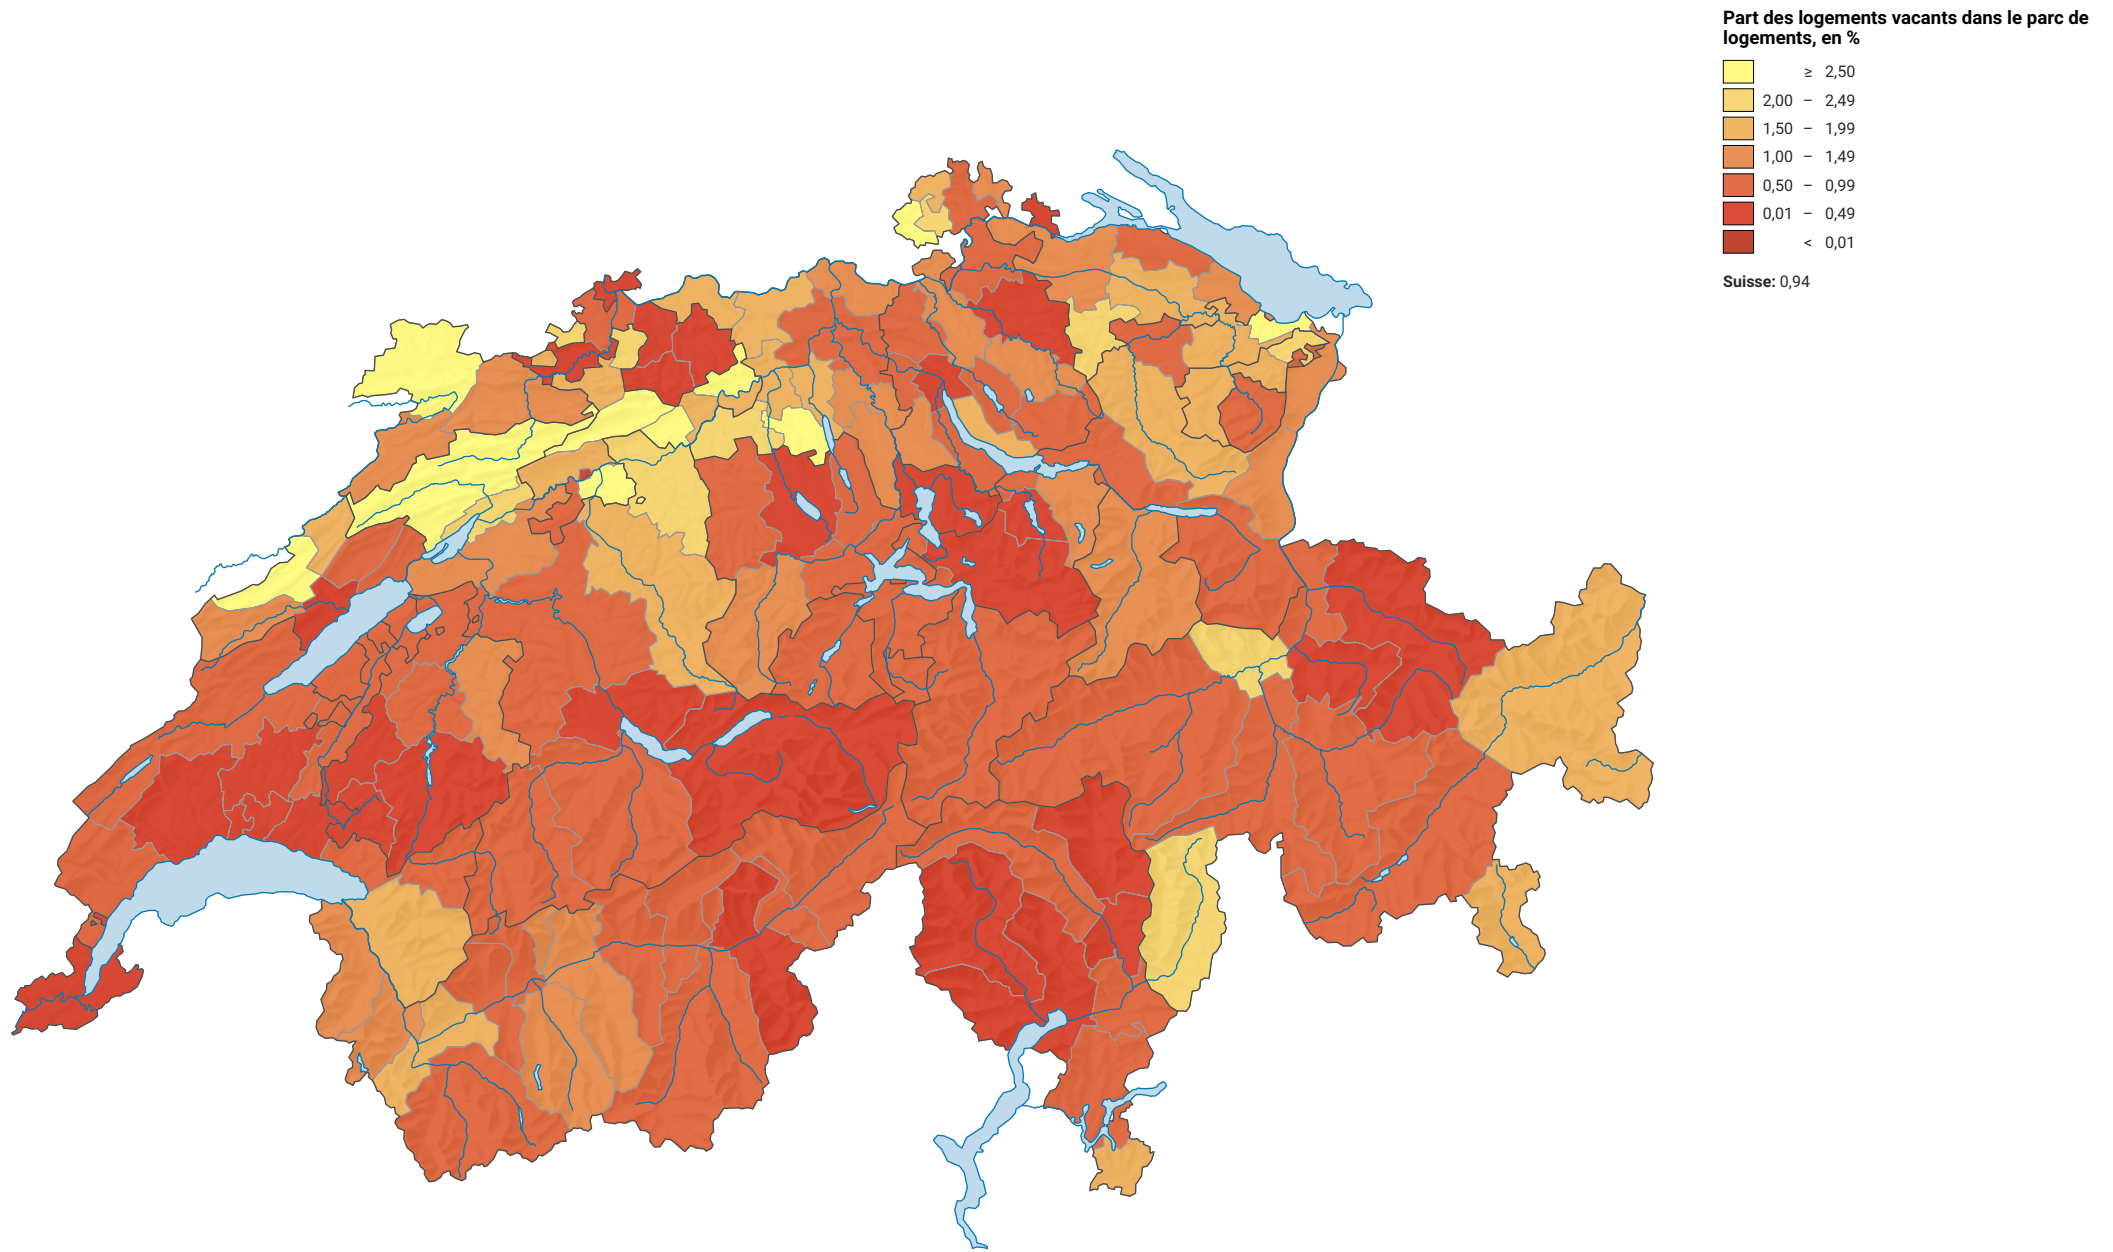 Part des logements vacants dans le parc de
logements, en %
≥ 2,50
2,00 – 2,49
1,50 – 1,99
1,00 – 1,49
0,50 – 0,99
0,01 – 0,49
< 0,01
Suisse: 0,94